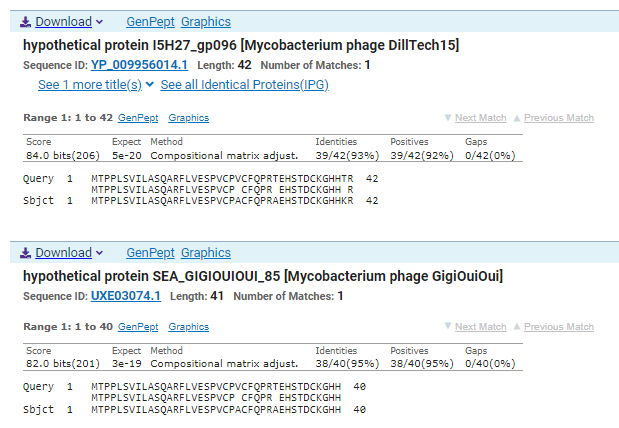 Download GenPept Graphics
hypothetical protein I5H27_gp096 [Mycobacterium phage DillTech15]
Sequence ID: YP_009956014.1 Length: 42 Number of Matches: 1
See 1 more title(s) See all Identical Proteins(IPG)
Range 1: 1 to 42 GenPept Graphics ▼ Next Match ▲ Previous Match
Score Expect Method Identities Positives Gaps
84.0 bits(206) 5e-20 Compositional matrix adjust. 39/42(93%) 39/42(92%) 0/42(0%)
Query 1 MTPPLSVILASQARFLVESPVCPVCFQPRTEHSTDCKGHHTR 42
MTPPLSVILASQARFLVESPVCP CFQPR EHSTDCKGHH R
Sbjct 1 MTPPLSVILASQARFLVESPVCPACFQPRAEHSTDCKGHHKR 42
Download GenPept Graphics
hypothetical protein SEA_GIGIOUIOUI_85 [Mycobacterium phage GigiOuiOui]
Sequence ID: UXE03074.1 Length: 41 Number of Matches: 1
Range 1: 1 to 40 GenPept Graphics ▼ Next Match ▲ Previous Match
Score Expect Method Identities Positives Gaps
82.0 bits(201) 3e-19 Compositional matrix adjust. 38/40(95%) 38/40(95%) 0/40(0%)
Query 1 MTPPLSVILASQARFLVESPVCPVCFQPRTEHSTDCKGHH 40
MTPPLSVILASQARFLVESPVCP CFQPR EHSTDCKGHH
Sbjct 1 MTPPLSVILASQARFLVESPVCPACFQPRAEHSTDCKGHH 40